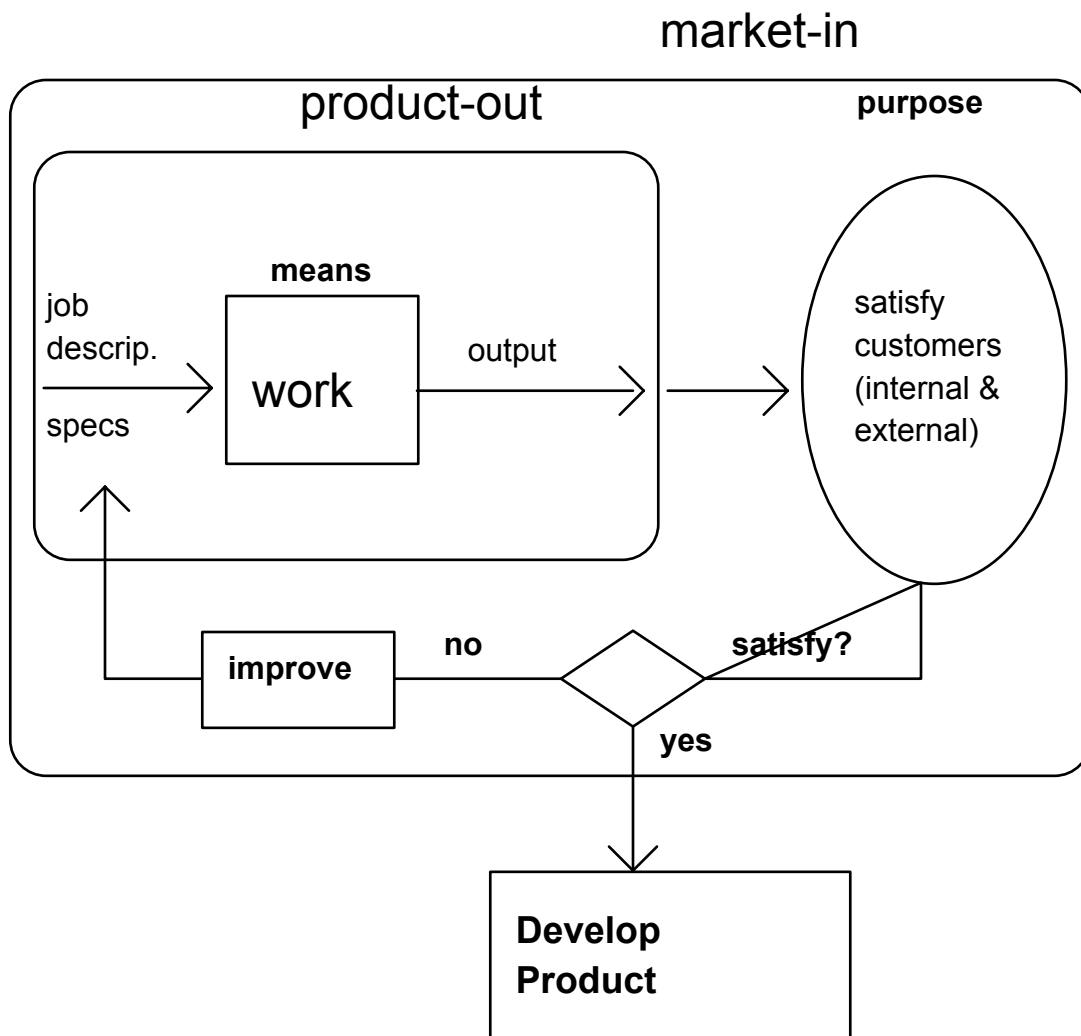 market-in
product-out
purpose
means
job
descrip.
specs
work
output
satisfy
customers
(internal &
external)
improve
no
satisfy?
yes
Develop
Product